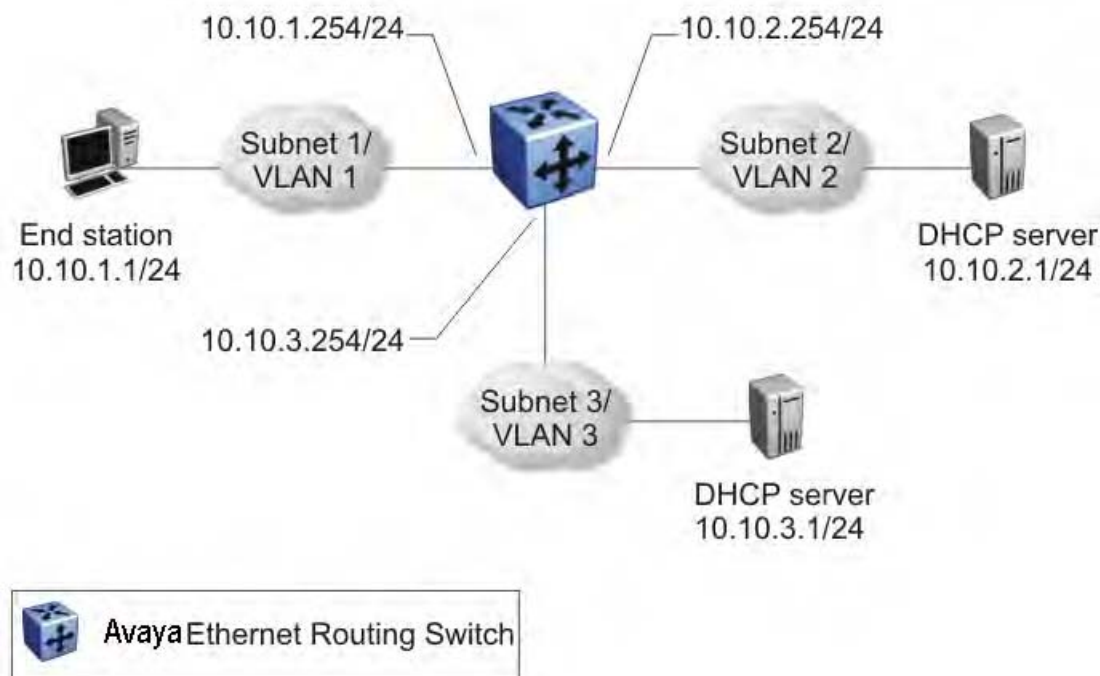 10.10.1.254/24
10.10.2.254/24
Subnet 1/
VLAN 1
Subnet 2/
VLAN 2
End station
10.10.1.1/24
DHCP server
10.10.2.1/24
10.10.3.254/24
Subnet 3/
VLAN 3
DHCP server
10.10.3.1/24
Avaya Ethernet Routing Switch